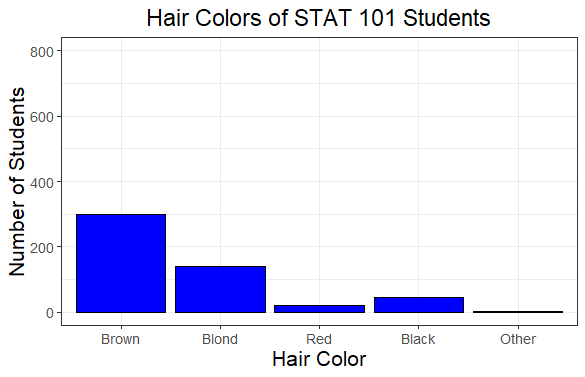 Hair Colors of STAT 101 Students
Number of Students
800
600
400
200
0
Brown Blond Red Black Other
Hair Color